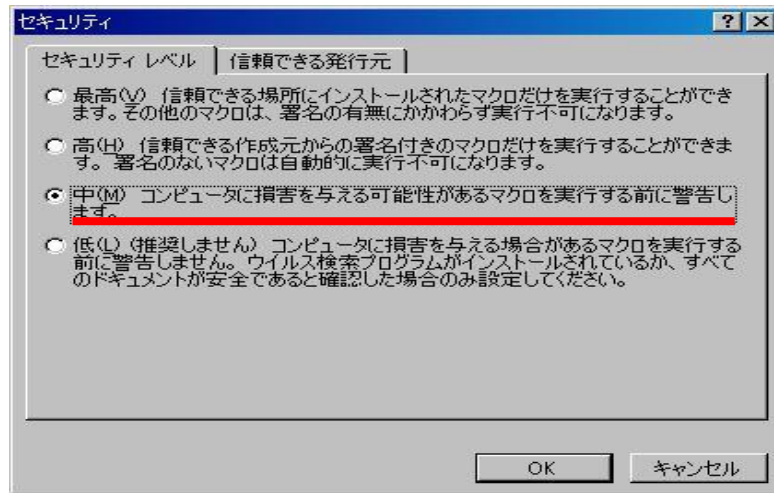 セキュリティ
セキュリティ レベル
信頼できる発行元
最高(V) 信頼できる場所にインストールされたマクロだけを実行することができ
ます。その他のマクロは、署名の有無にかかわらず実行不可になります。
高(H) 信頼できる作成元からの署名付きのマクロだけを実行することができま
す。 署名のないマクロは自動的に実行不可になります。
中(M) コンピュータに損害を与える可能性があるマクロを実行する前に警告し
ます。
低(L) (推奨しません) コンピュータに損害を与える場合があるマクロを実行する
前に警告しません。ウイルス検索プログラムがインストールされているか、すべて
のドキュメントが安全であると確認した場合のみ設定してください。
OK
キャンセル